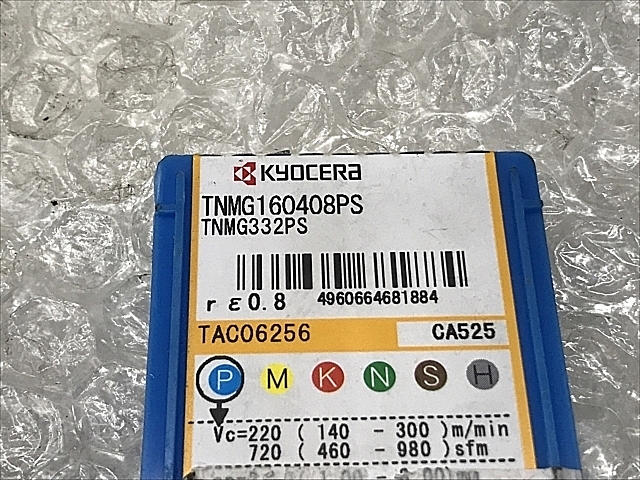 KYOCERA
TNMG160408PS
TNMG332PS
rε0.8 4960664681884
TAC06256 CA525
P M K N S H
Vc=220 ( 140 - 300 )m/min
720 ( 460 - 980 )sfm